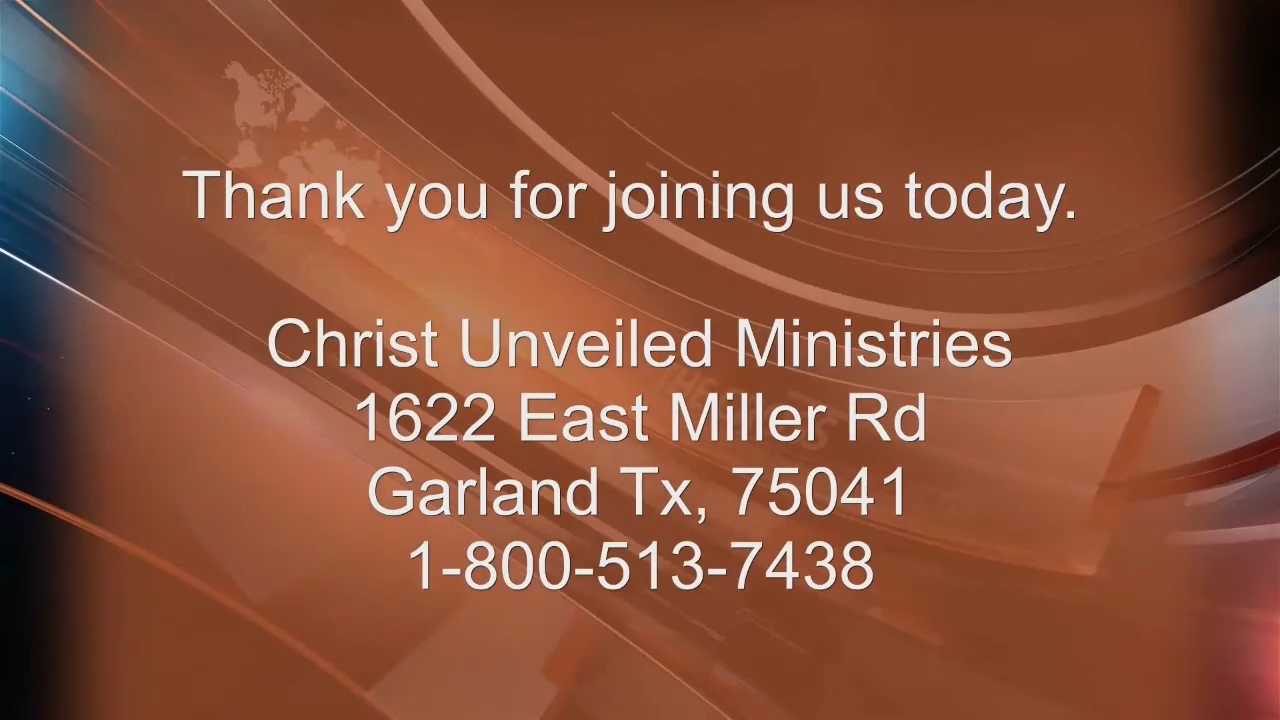 Thank you for joining us today.
Christ Unveiled Ministries
1622 East Miller Rd
Garland Tx, 75041
1-800-513-7438